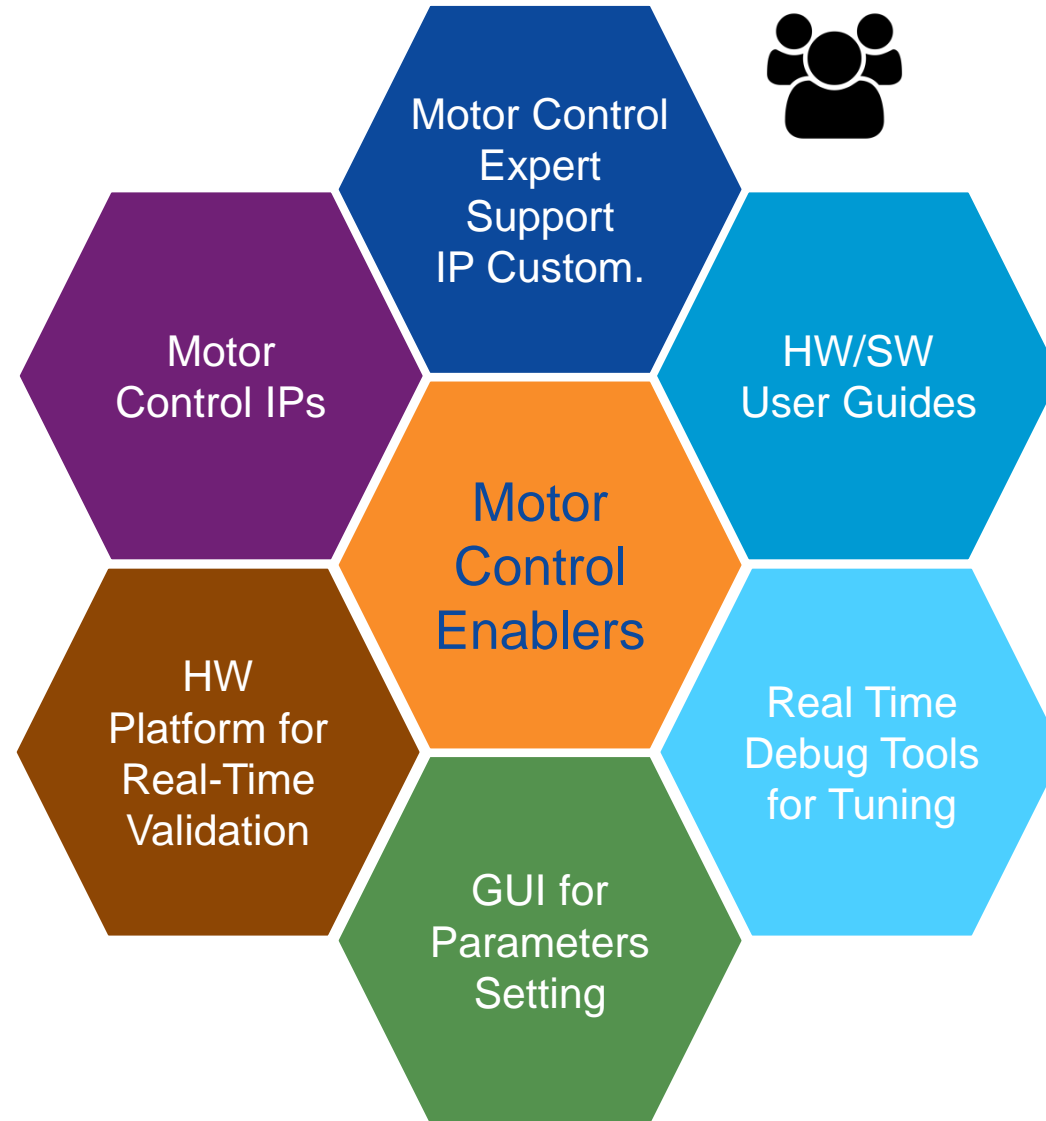 Motor Control
Expert
Support
IP Custom.
Motor
Control IPs
HW/SW
User Guides
Motor
Control
Enablers
HW
Platform for
Real-Time
Validation
Real Time
Debug Tools
for Tuning
GUI for
Parameters
Setting